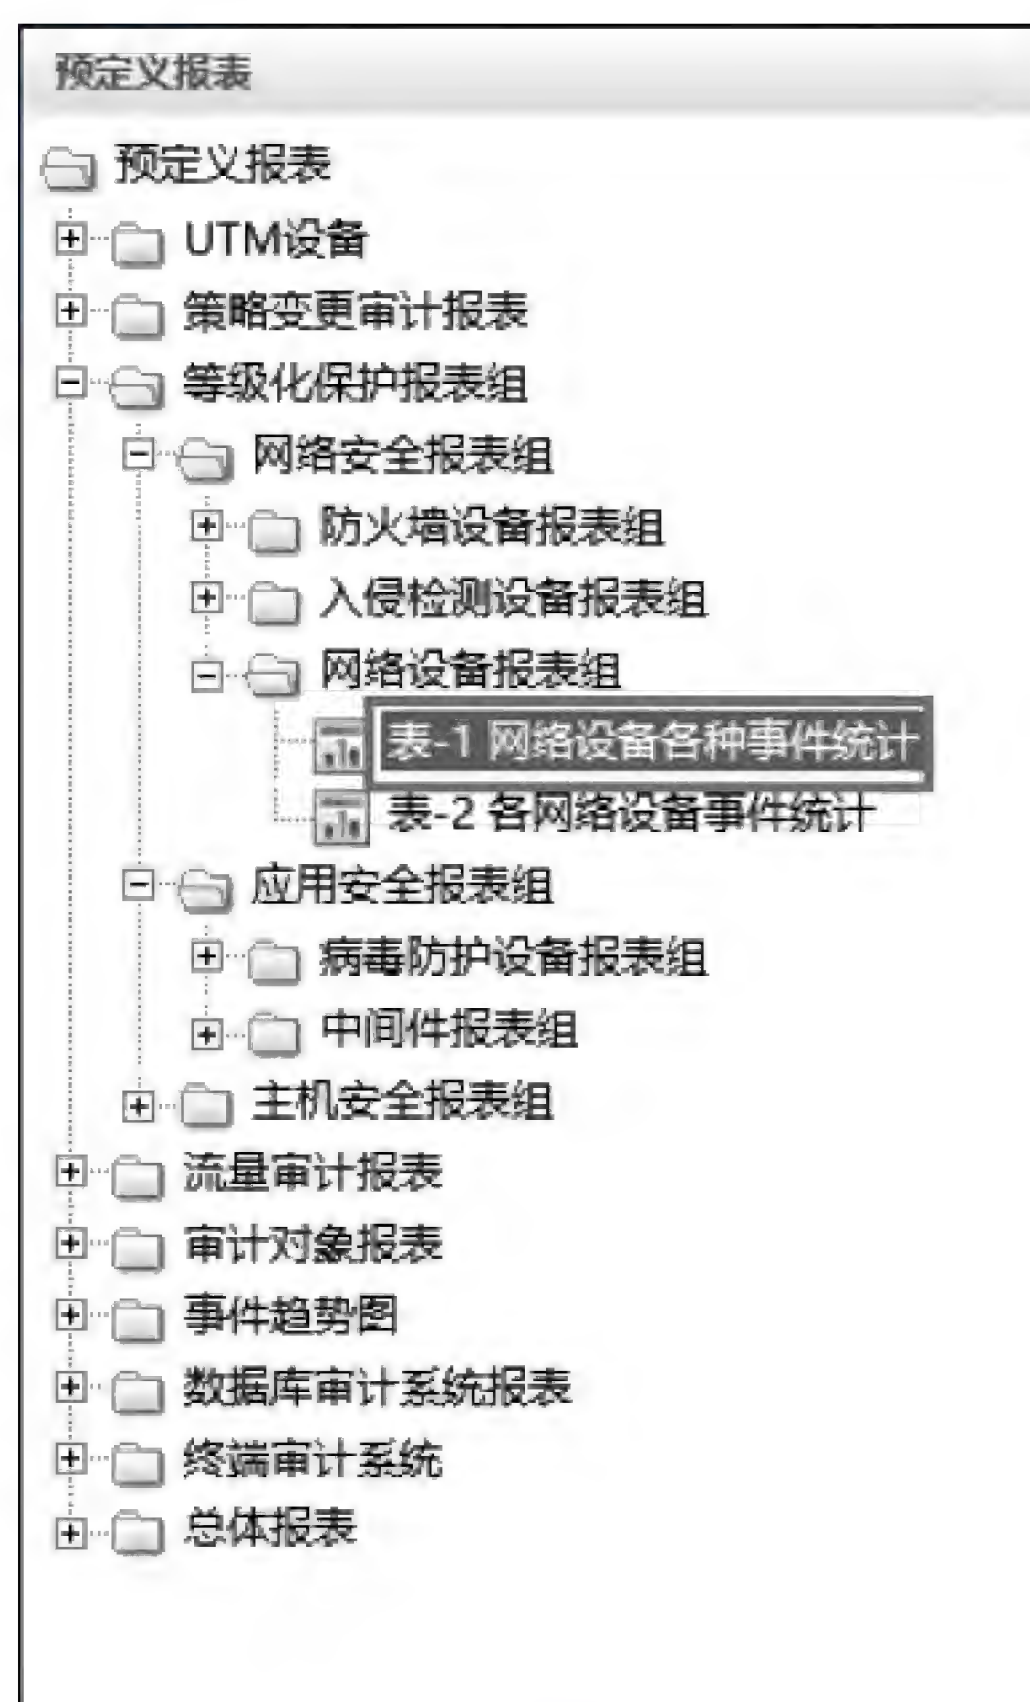 预定义报表
预定义报表
UTM设备
策略变更审计报表
等级化保护报表组
网络安全报表组
防火墙设备报表组
入侵检测设备报表组
网络设备报表组
表-1 网络设备各种事件统计
表-2 各网络设备事件统计
应用安全报表组
病毒防护设备报表组
中间件报表组
主机安全报表组
流量审计报表
审计对象报表
事件趋势图
数据库审计系统报表
终端审计系统
总体报表